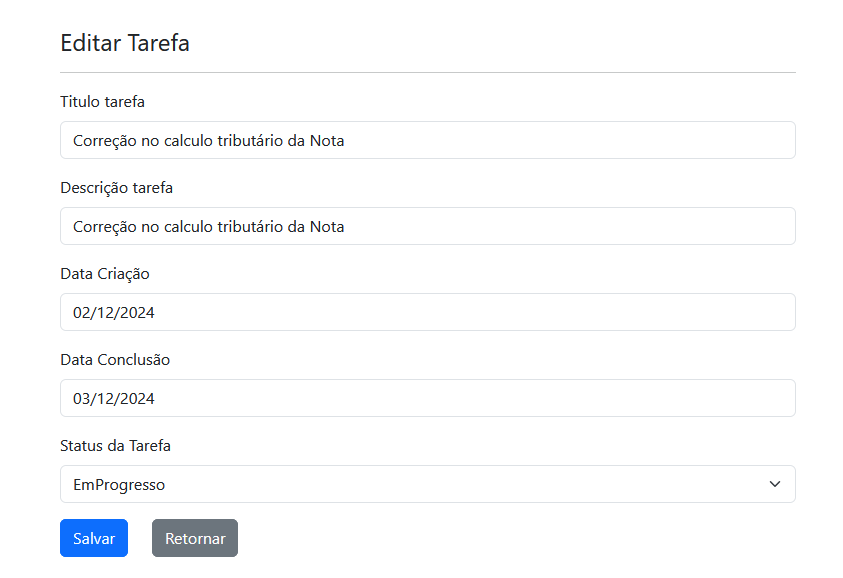 Editar Tarefa
Titulo tarefa
Correção no calculo tributário da Nota
Descrição tarefa
Correção no calculo tributário da Nota
Data Criação
02/12/2024
Data Conclusão
03/12/2024
Status da Tarefa
EmProgresso
Salvar Retornar